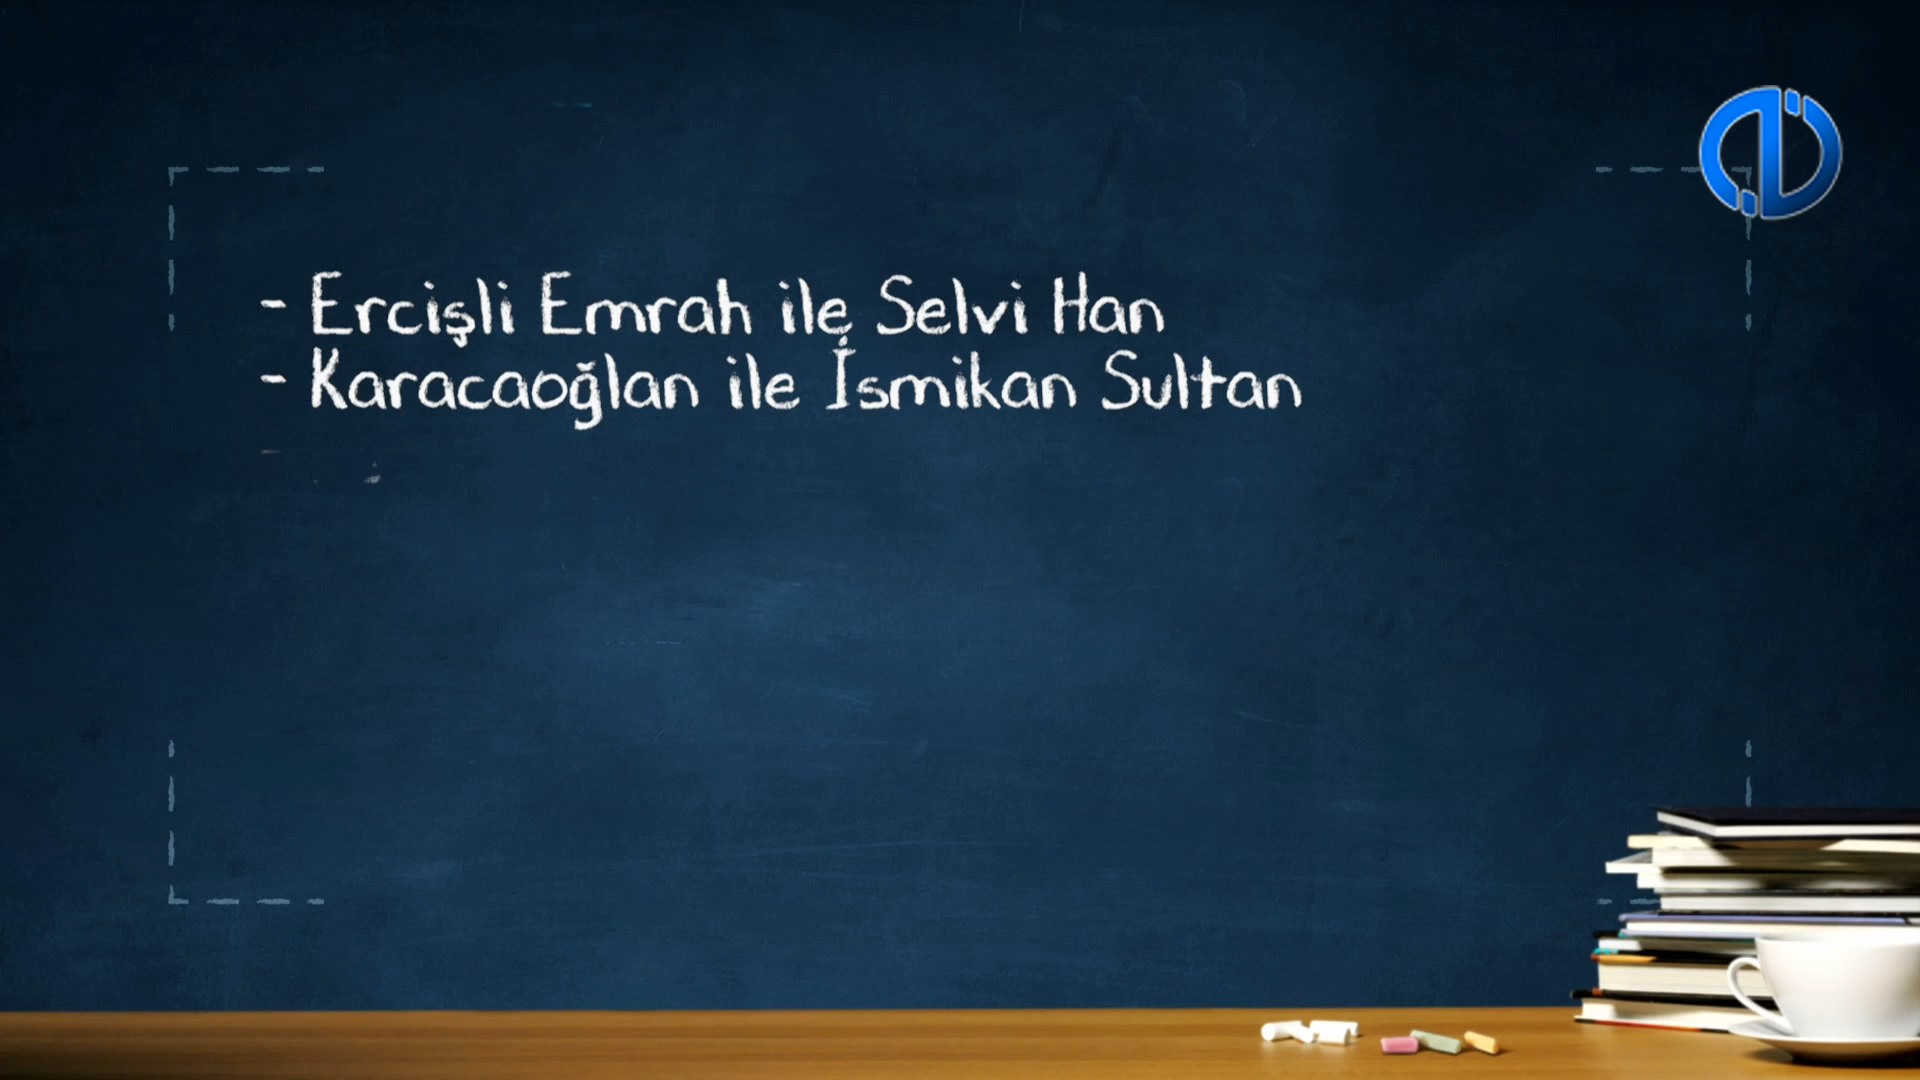 - Ercişli Emrah ile Selvi Han
- Karacaoğlan ile İsmikan Sultan